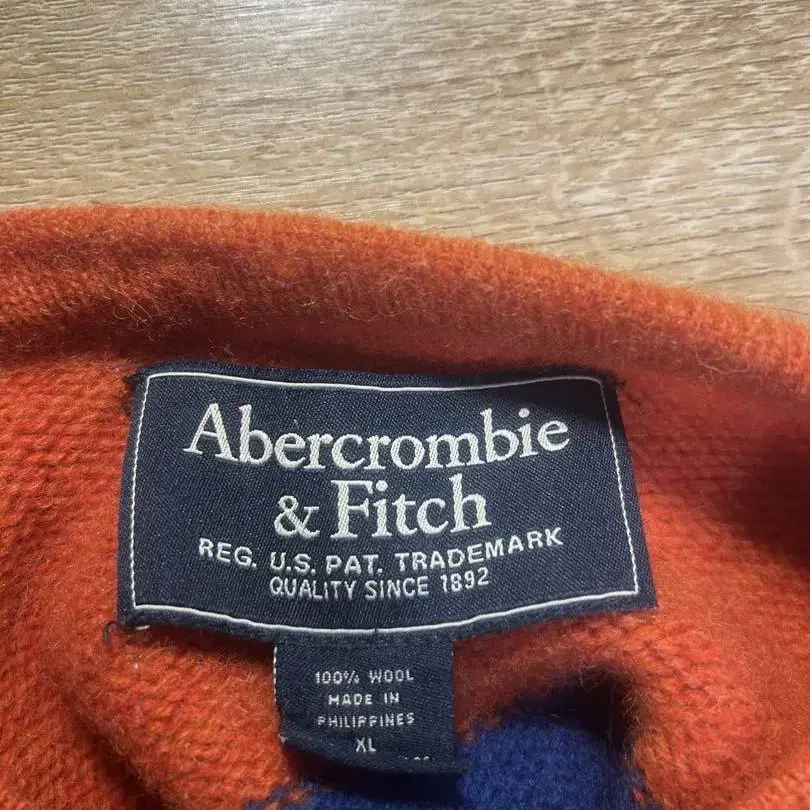 Abercrombie
& Fitch
REG. U.S. PAT. TRADEMARK
QUALITY SINCE 1892
100% WOOL
MADE IN
PHILIPPINES
XL